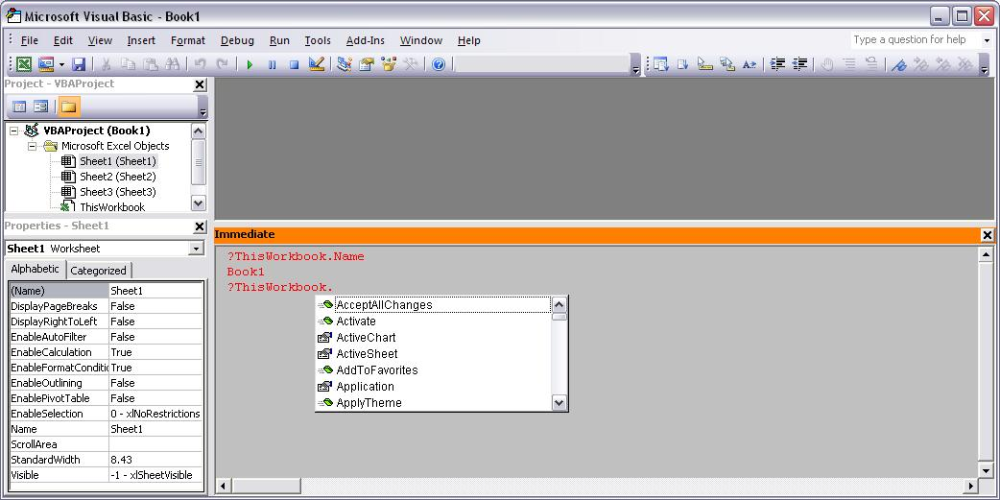 Microsoft Visual Basic - Book1
File Edit View Insert Format Debug Run Tools Add-Ins Window Help
Type a question for help
Project - VBAProject
VBAProject (Book1)
Microsoft Excel Objects
Sheet1 (Sheet1)
Sheet2 (Sheet2)
Sheet3 (Sheet3)
ThisWorkbook
Properties - Sheet1
Sheet1 Worksheet
Alphabetic Categorized
(Name) Sheet1
DisplayPageBreaks False
DisplayRightToLeft False
EnableAutoFilter False
EnableCalculation True
EnableFormatConditic True
EnableOutlining False
EnablePivotTable False
EnableSelection 0 - xlNoRestrictions
Name Sheet1
ScrollArea
StandardWidth 8.43
Visible -1 - xlSheetVisible
Immediate
?ThisWorkbook.Name
Book1
?ThisWorkbook.
AcceptAllChanges
Activate
ActiveChart
ActiveSheet
AddToFavorites
Application
ApplyTheme